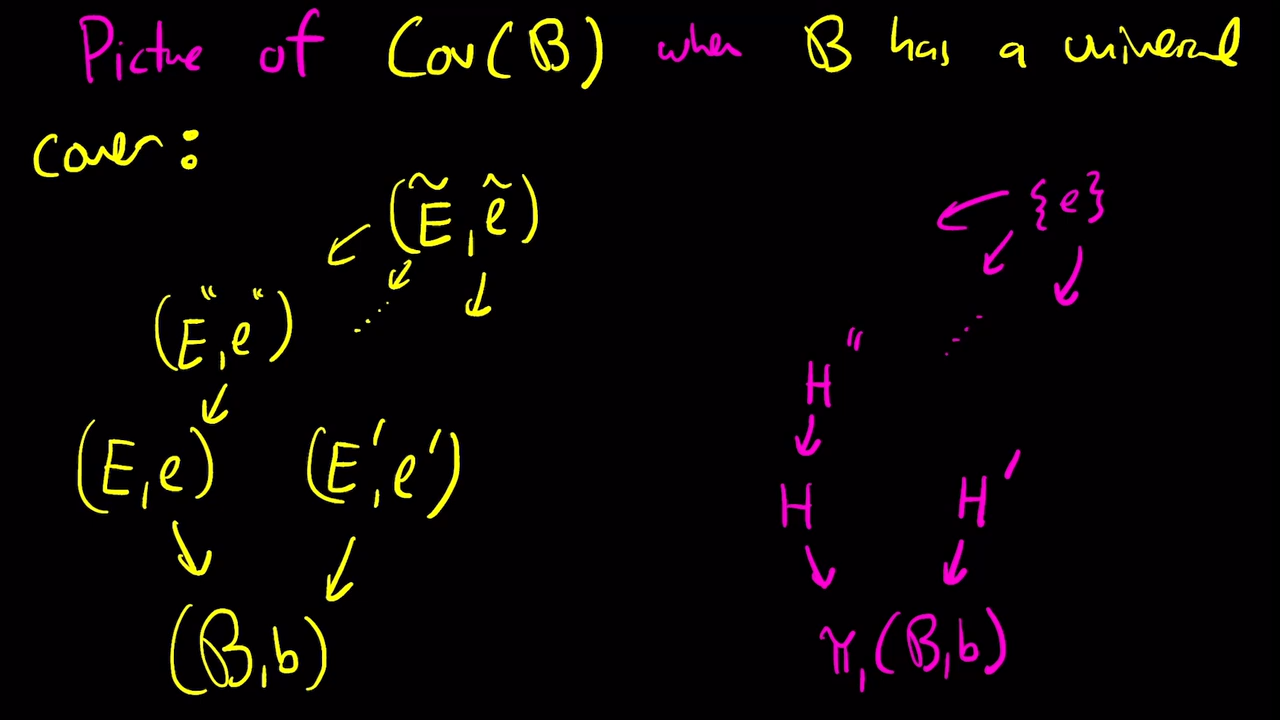 Picture of Cov(B) when B has a universal
cover:
(Ẽ, ẽ) {e}
(E", e")
H"
(E, e) (E', e') H H'
(B, b) π₁(B, b)